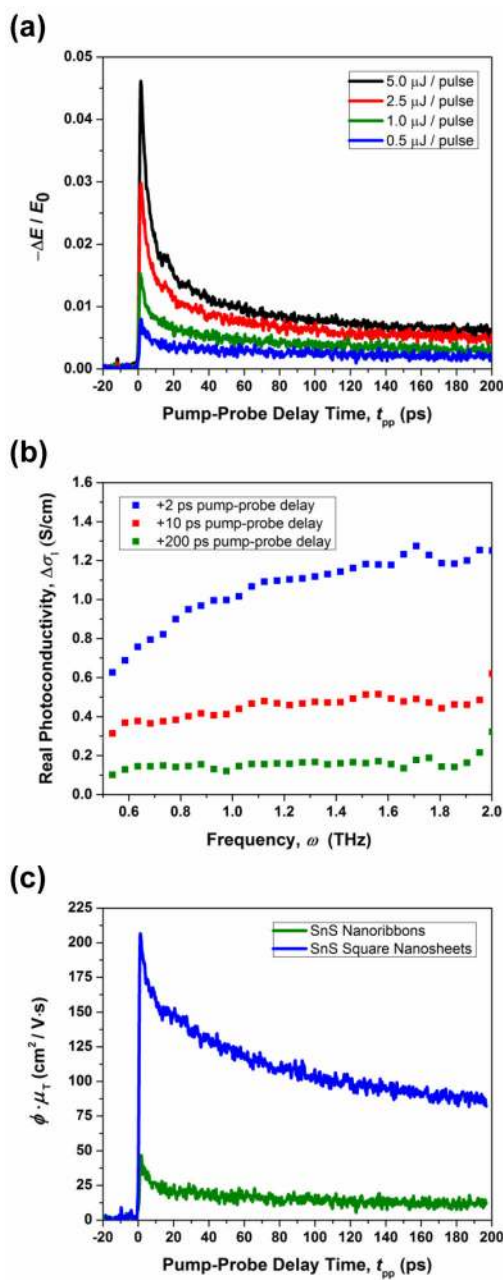 (a)
−ΔE / E0
0.05
0.04
0.03
0.02
0.01
0.00
5.0 μJ / pulse
2.5 μJ / pulse
1.0 μJ / pulse
0.5 μJ / pulse
-20 0 20 40 60 80 100 120 140 160 180 200
Pump-Probe Delay Time, tpp (ps)
(b)
Real Photoconductivity, Δσ1 (S/cm)
1.6
1.4
1.2
1.0
0.8
0.6
0.4
0.2
0.0
+2 ps pump-probe delay
+10 ps pump-probe delay
+200 ps pump-probe delay
0.6 0.8 1.0 1.2 1.4 1.6 1.8 2.0
Frequency, ω (THz)
(c)
ϕ·μT (cm2 / V·s)
225
200
175
150
125
100
75
50
25
0
SnS Nanoribbons
SnS Square Nanosheets
-20 0 20 40 60 80 100 120 140 160 180 200
Pump-Probe Delay Time, tpp (ps)